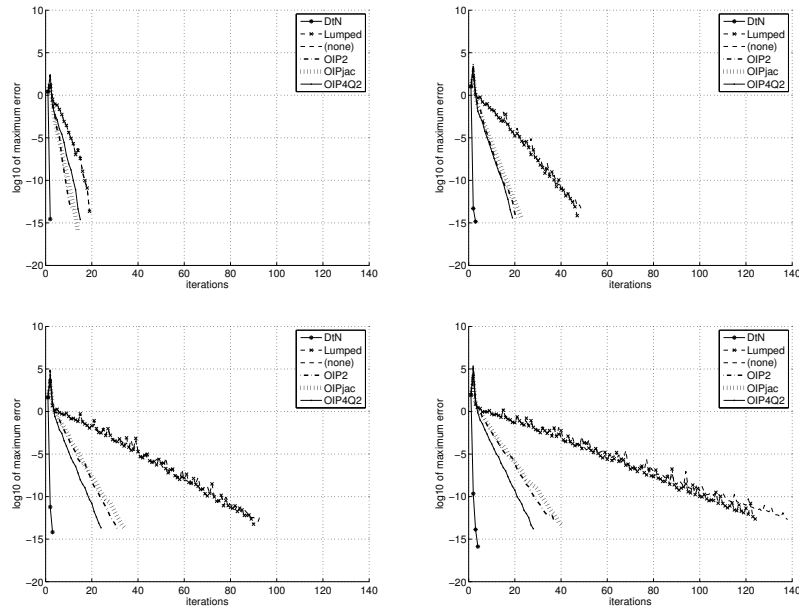 10
5
0
−5
−10
−15
−20
0 20 40 60 80 100 120 140
iterations
log10 of maximum error
DtN
Lumped
(none)
OIP2
OIPjac
OIP4Q2
10
5
0
−5
−10
−15
−20
0 20 40 60 80 100 120 140
iterations
log10 of maximum error
DtN
Lumped
(none)
OIP2
OIPjac
OIP4Q2
10
5
0
−5
−10
−15
−20
0 20 40 60 80 100 120 140
iterations
log10 of maximum error
DtN
Lumped
(none)
OIP2
OIPjac
OIP4Q2
10
5
0
−5
−10
−15
−20
0 20 40 60 80 100 120 140
iterations
log10 of maximum error
DtN
Lumped
(none)
OIP2
OIPjac
OIP4Q2